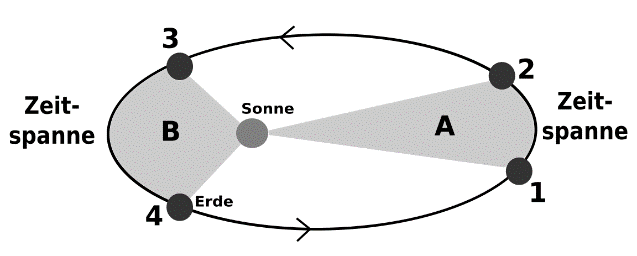 3
2
Zeit-
spanne
Sonne
B
A
Zeit-
spanne
1
4
Erde